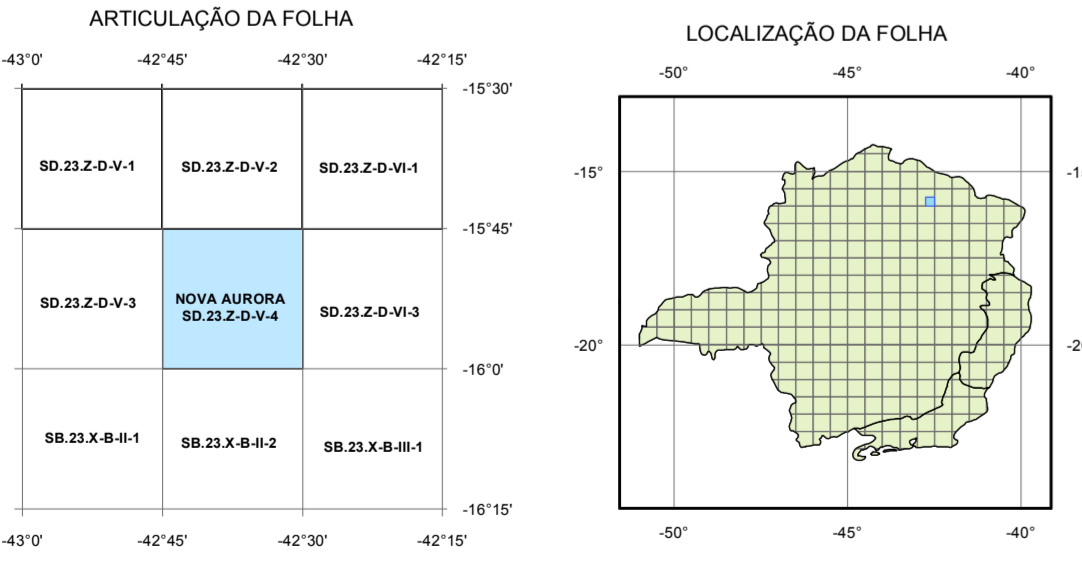 ARTICULAÇÃO DA FOLHA
-43°0'
-42°45'
-42°30'
-42°15'
-15°30'
SD.23.Z-D-V-1
SD.23.Z-D-V-2
SD.23.Z-D-VI-1
-15°45'
SD.23.Z-D-V-3
NOVA AURORA
SD.23.Z-D-V-4
SD.23.Z-D-VI-3
-16°0'
SB.23.X-B-II-1
SB.23.X-B-II-2
SB.23.X-B-III-1
-16°15'
-43°0'
-42°45'
-42°30'
-42°15'
LOCALIZAÇÃO DA FOLHA
-50°
-45°
-40°
-15°
-20°
-50°
-45°
-40°